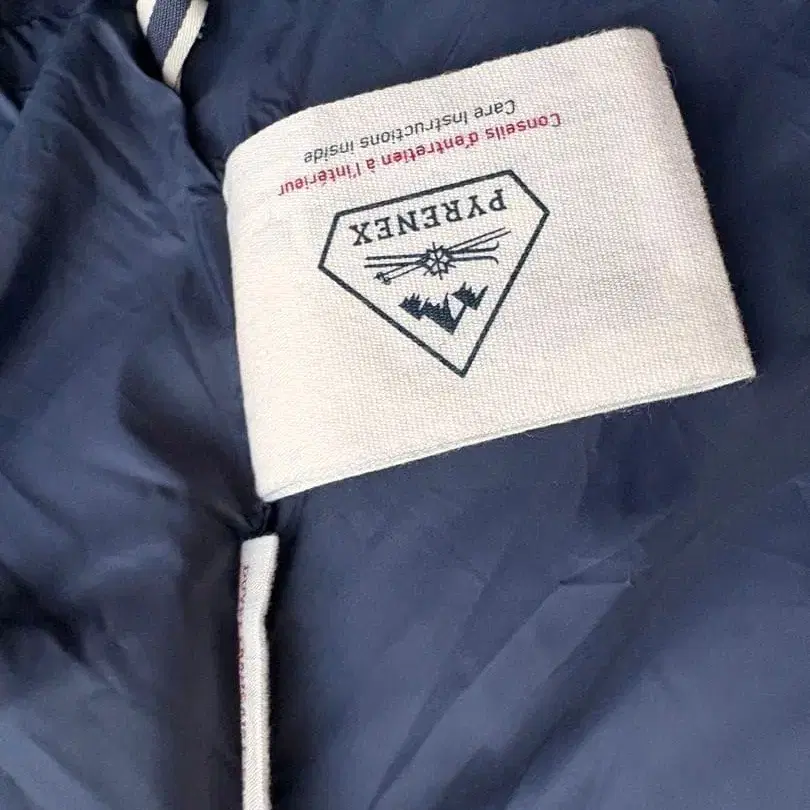 PYRENEX
Conseils d'entretien à l'intérieur
Care Instructions inside